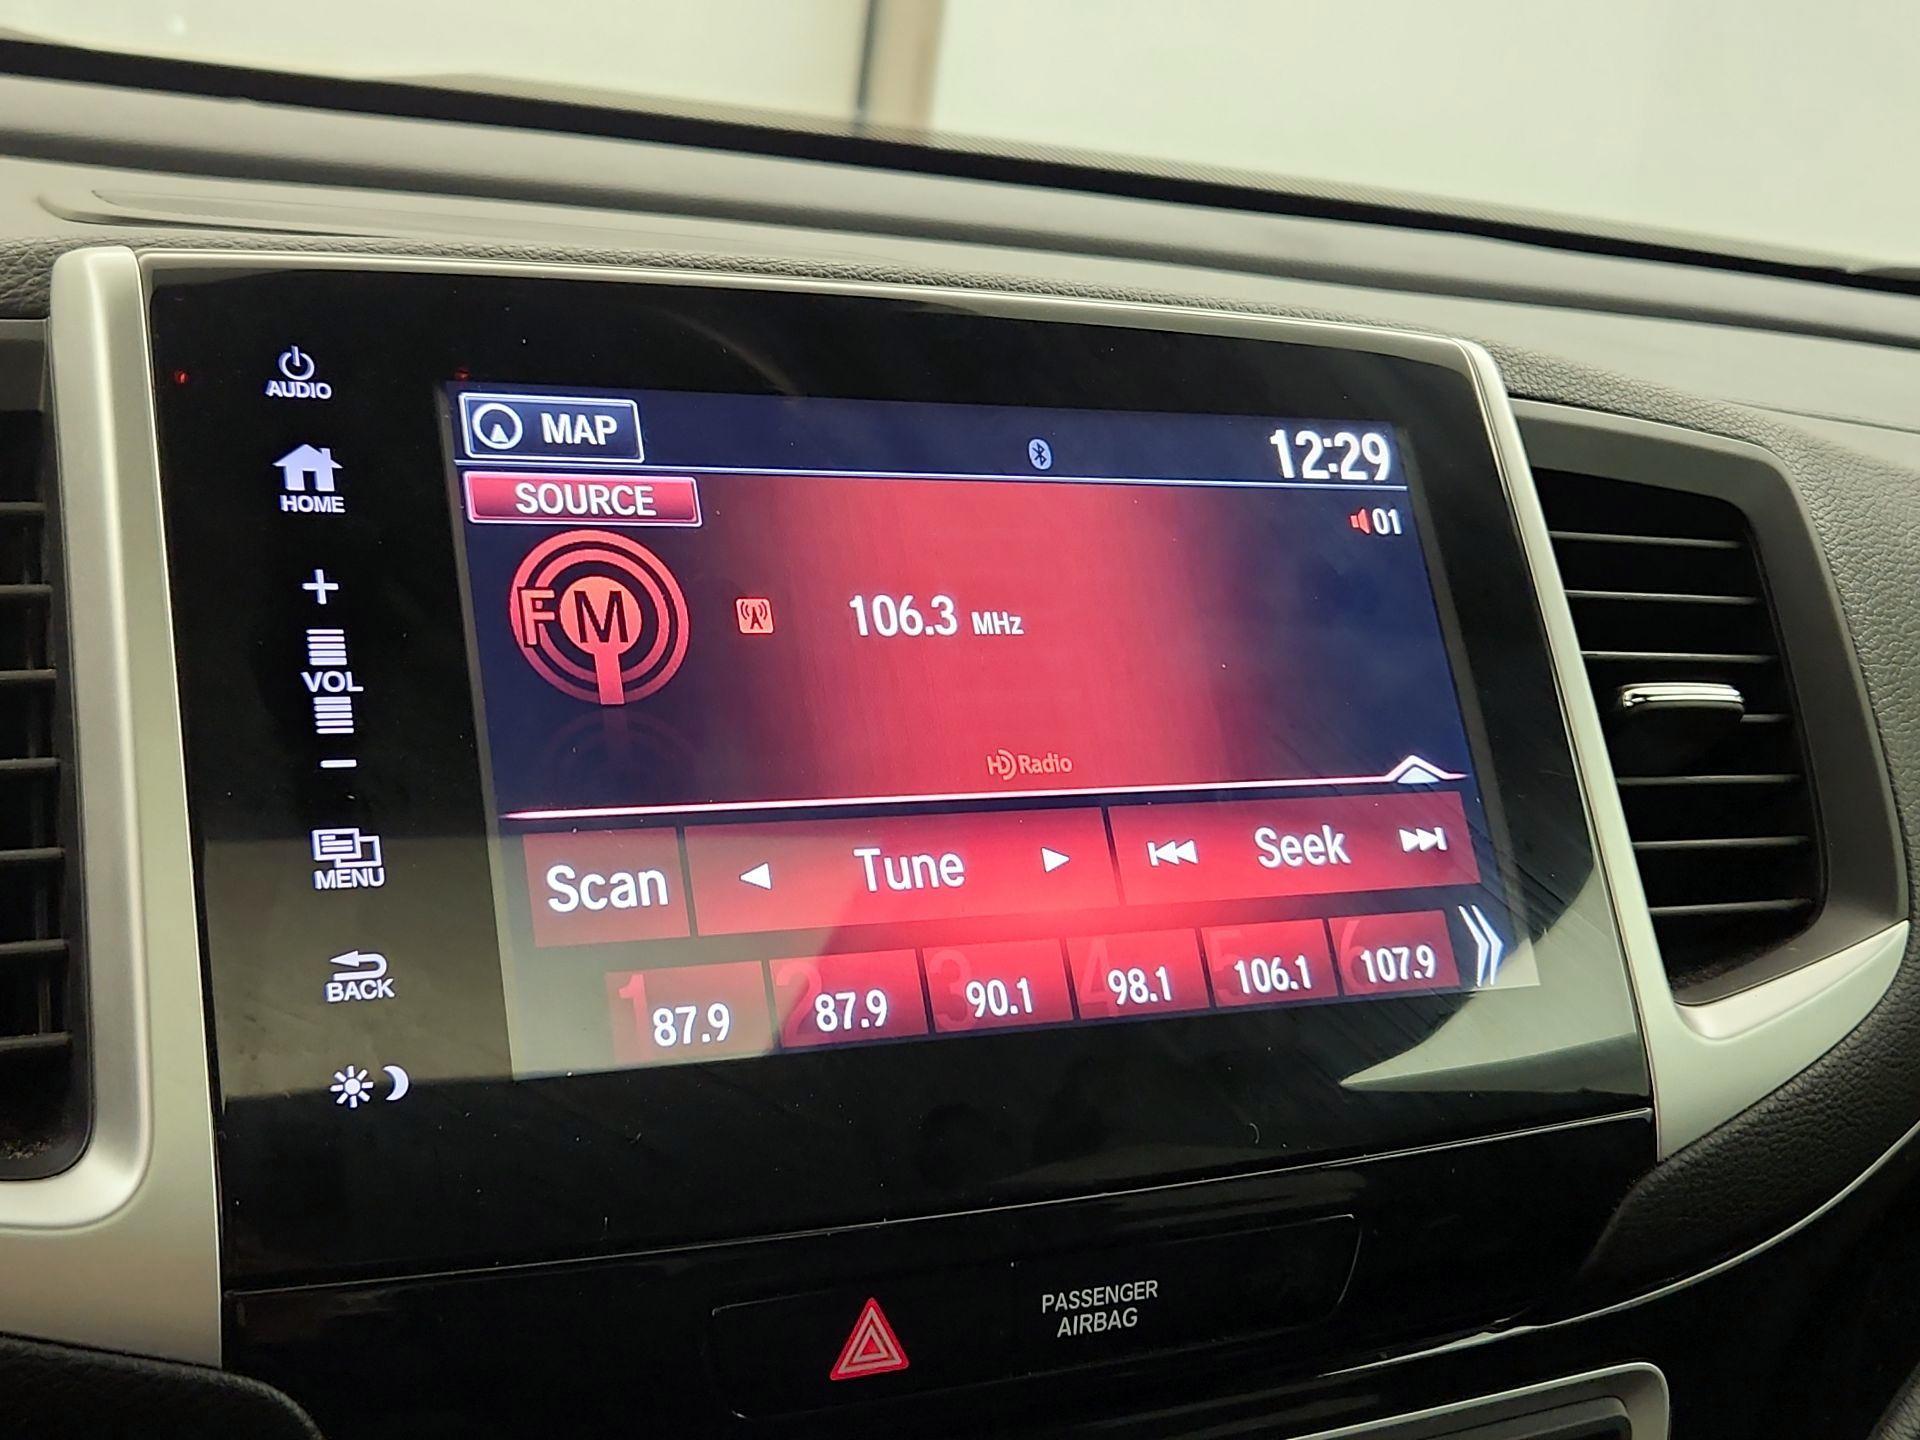 AUDIO
MAP
12:29
HOME
SOURCE
01
FM
106.3 MHz
VOL
HD Radio
MENU
Scan
Tune
Seek
BACK
1 87.9
2 87.9
3 90.1
4 98.1
5 106.1
6 107.9
PASSENGER
AIRBAG